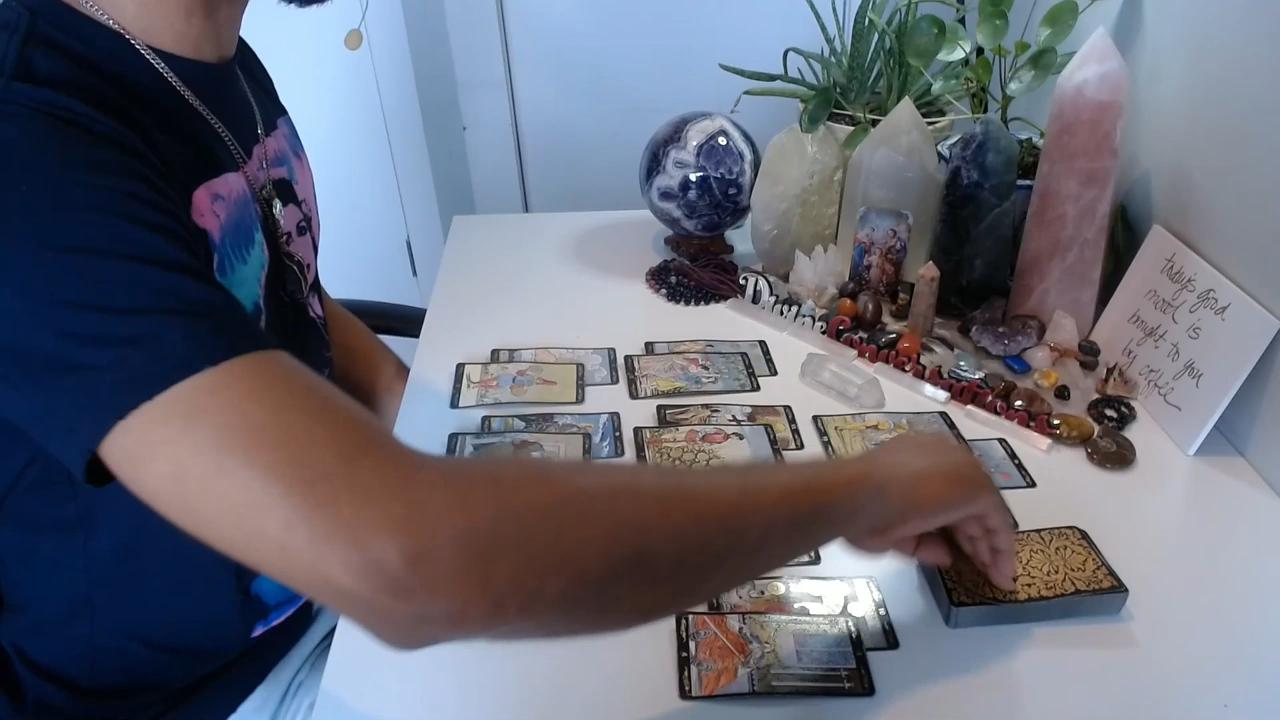 Divine
today's good
mood is
brought to you
by coffee